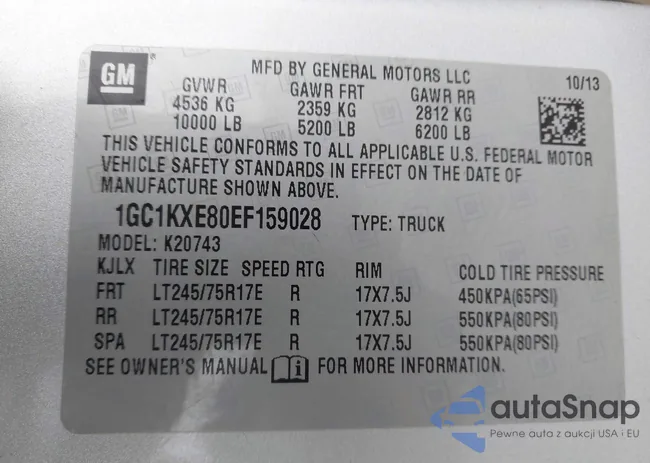 GM
MFD BY GENERAL MOTORS LLC
10/13
GVWR GAWR FRT GAWR RR
4536 KG 2359 KG 2812 KG
10000 LB 5200 LB 6200 LB
THIS VEHICLE CONFORMS TO ALL APPLICABLE U.S. FEDERAL MOTOR
VEHICLE SAFETY STANDARDS IN EFFECT ON THE DATE OF
MANUFACTURE SHOWN ABOVE.
1GC1KXE80EF159028 TYPE: TRUCK
MODEL: K20743
KJLX TIRE SIZE SPEED RTG RIM COLD TIRE PRESSURE
FRT LT245/75R17E R 17X7.5J 450KPA(65PSI)
RR LT245/75R17E R 17X7.5J 550KPA(80PSI)
SPA LT245/75R17E R 17X7.5J 550KPA(80PSI)
SEE OWNER'S MANUAL FOR MORE INFORMATION.
autaSnap
Pewne auta z aukcji USA i EU